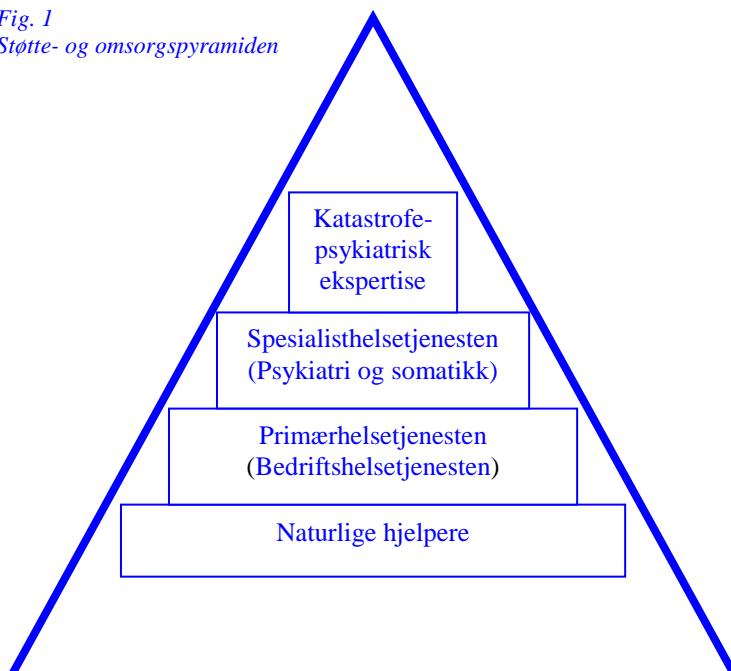 Fig. 1
Støtte- og omsorgspyramiden
Katastrofe-
psykiatrisk
ekspertise
Spesialisthelsetjenesten
(Psykiatri og somatikk)
Primærhelsetjenesten
(Bedriftshelsetjenesten)
Naturlige hjelpere